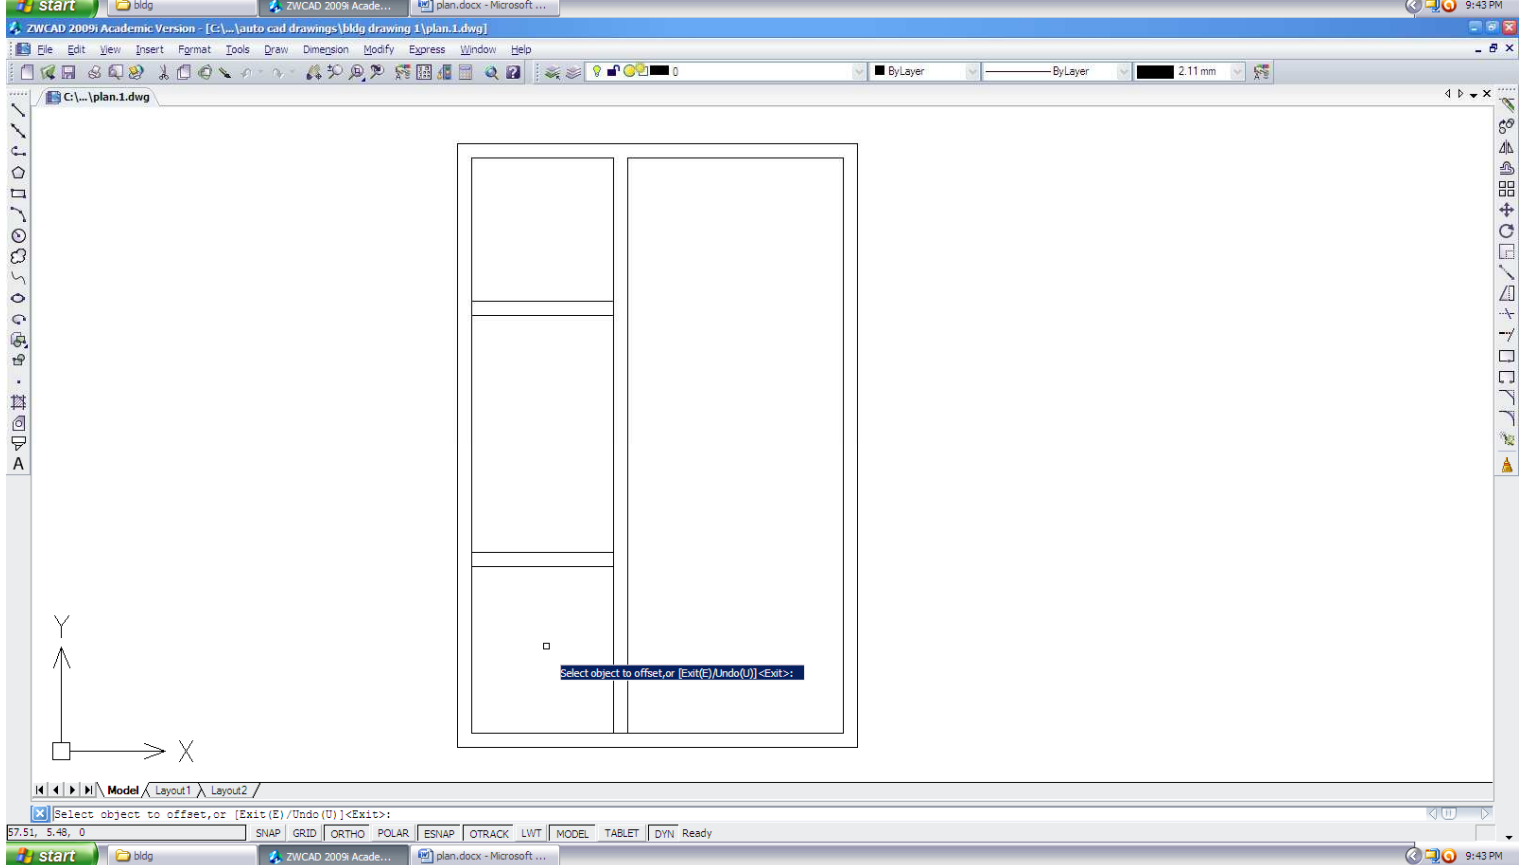 start bldg ZWCAD 2009i Acade... plan.docx - Microsoft ... 9:43 PM
ZWCAD 2009i Academic Version - [C:\...\auto cad drawings\bldg drawing 1\plan.1.dwg]
File Edit View Insert Format Tools Draw Dimension Modify Express Window Help
0 ByLayer ByLayer 2.11 mm
C:\...\plan.1.dwg
A
Y
Select object to offset,or [Exit(E)/Undo(U)]<Exit>:
X
Model Layout1 Layout2
Select object to offset,or [Exit(E)/Undo(U)]<Exit>:
57.51, 5.48, 0 SNAP GRID ORTHO POLAR ESNAP OTRACK LWT MODEL TABLET DYN Ready
start bldg ZWCAD 2009i Acade... plan.docx - Microsoft ... 9:43 PM